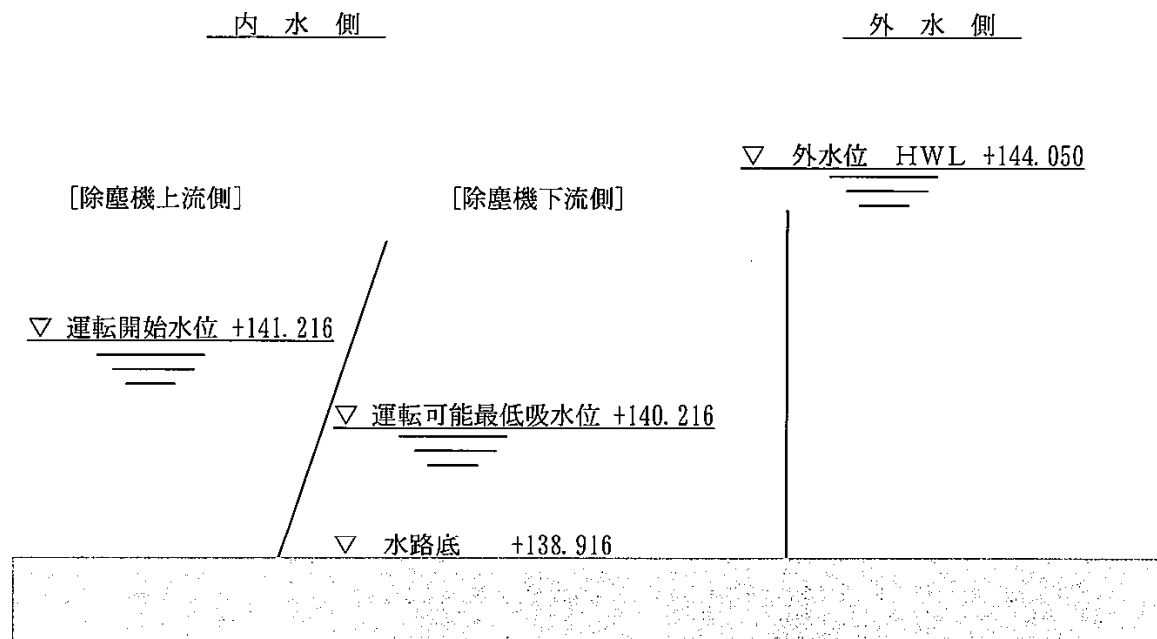 内 水 側
外 水 側
▽ 外水位 HWL +144.050
[除塵機上流側]
[除塵機下流側]
▽ 運転開始水位 +141.216
▽ 運転可能最低吸水位 +140.216
▽ 水路底 +138.916